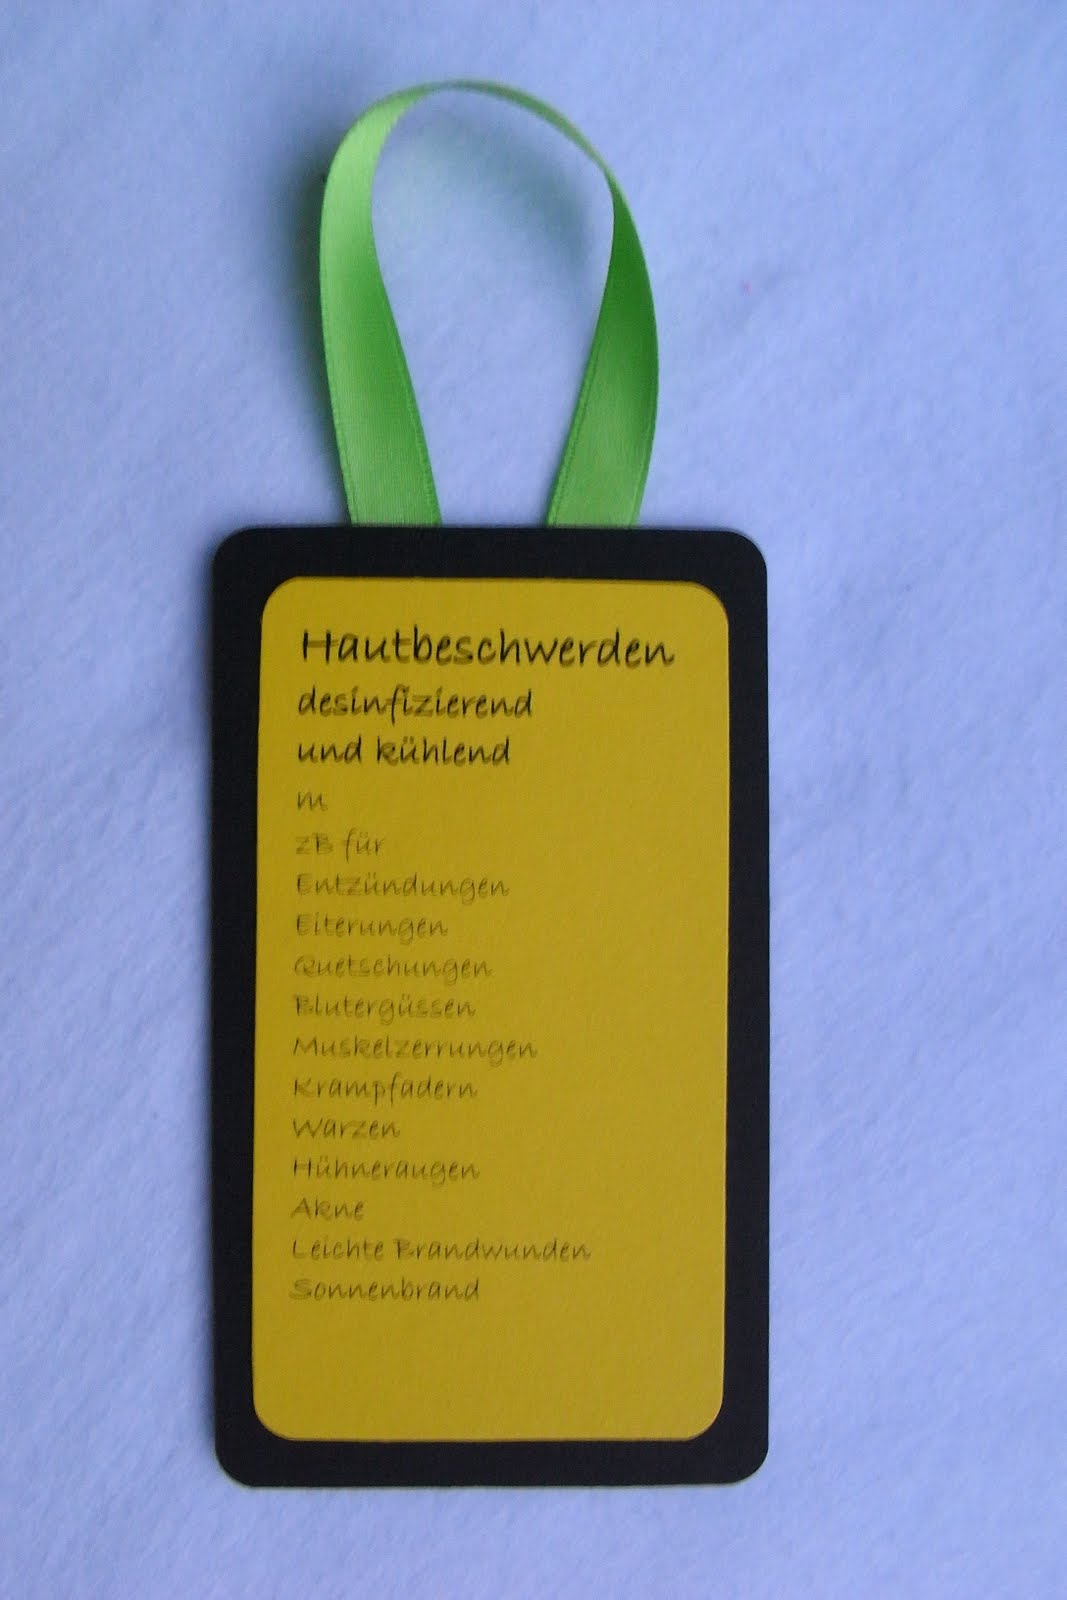 Hautbeschwerden
desinfizierend
und kühlend
m
zB für
Entzündungen
Eiterungen
Quetschungen
Blutergüssen
Muskelzerrungen
Krampfadern
Warzen
Hühneraugen
Akne
Leichte Brandwunden
Sonnenbrand